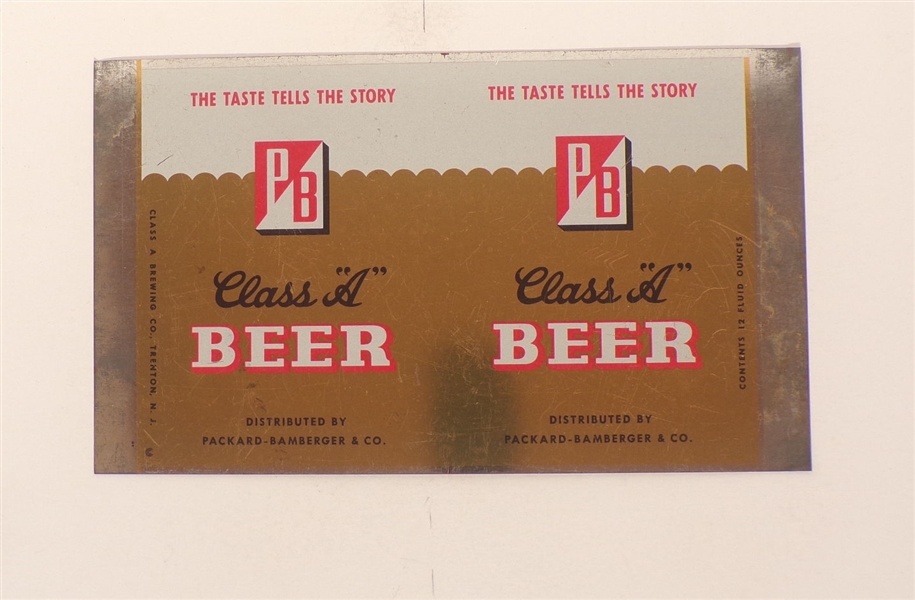 THE TASTE TELLS THE STORY
PB
Class "A"
BEER
DISTRIBUTED BY
PACKARD-BAMBERGER & CO.
CLASS A BREWING CO., TRENTON, N. J.
THE TASTE TELLS THE STORY
PB
Class "A"
BEER
DISTRIBUTED BY
PACKARD-BAMBERGER & CO.
CONTENTS 12 FLUID OUNCES